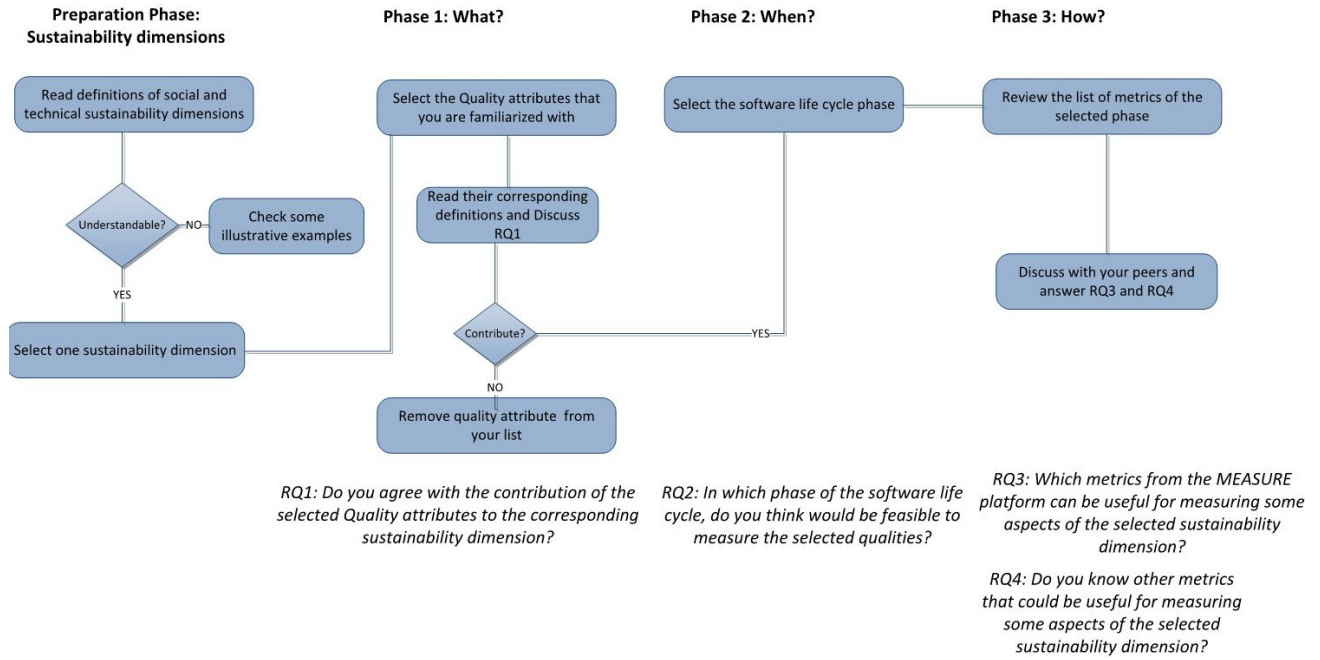 Preparation Phase:
Sustainability dimensions
Read definitions of social and
technical sustainability dimensions
Understandable?
NO
Check some
illustrative examples
YES
Select one sustainability dimension
Phase 1: What?
Select the Quality attributes that
you are familiarized with
Read their corresponding
definitions and Discuss
RQ1
Contribute?
YES
NO
Remove quality attribute from
your list
RQ1: Do you agree with the contribution of the
selected Quality attributes to the corresponding
sustainability dimension?
Phase 2: When?
Select the software life cycle phase
RQ2: In which phase of the software life
cycle, do you think would be feasible to
measure the selected qualities?
Phase 3: How?
Review the list of metrics of the
selected phase
Discuss with your peers and
answer RQ3 and RQ4
RQ3: Which metrics from the MEASURE
platform can be useful for measuring some
aspects of the selected sustainability
dimension?
RQ4: Do you know other metrics
that could be useful for measuring
some aspects of the selected
sustainability dimension?